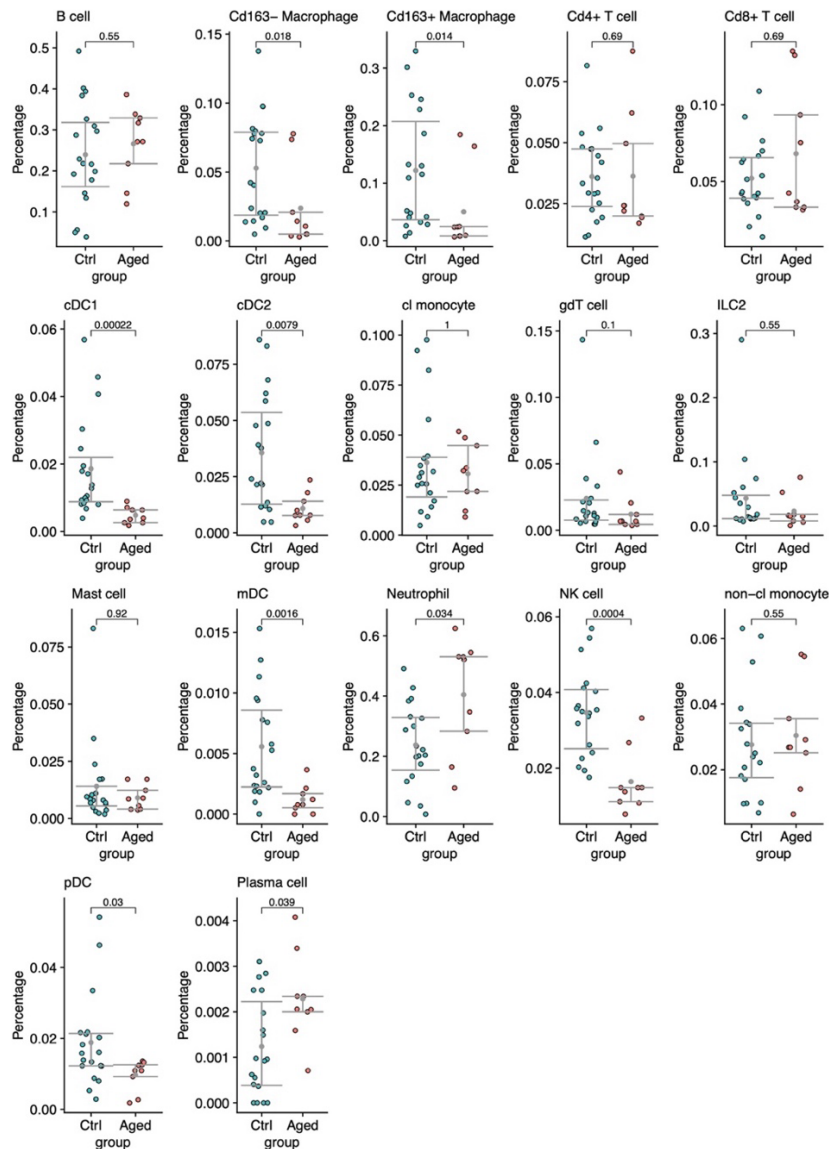 B cell
0.55
Percentage
0.5
0.4
0.3
0.2
0.1
Ctrl Aged
group
Cd163− Macrophage
0.018
Percentage
0.15
0.10
0.05
0.00
Ctrl Aged
group
Cd163+ Macrophage
0.014
Percentage
0.3
0.2
0.1
0.0
Ctrl Aged
group
Cd4+ T cell
0.69
Percentage
0.075
0.050
0.025
Ctrl Aged
group
Cd8+ T cell
0.69
Percentage
0.10
0.05
Ctrl Aged
group
cDC1
0.00022
Percentage
0.06
0.04
0.02
0.00
Ctrl Aged
group
cDC2
0.0079
Percentage
0.075
0.050
0.025
0.000
Ctrl Aged
group
cl monocyte
1
Percentage
0.100
0.075
0.050
0.025
0.000
Ctrl Aged
group
gdT cell
0.1
Percentage
0.15
0.10
0.05
0.00
Ctrl Aged
group
ILC2
0.55
Percentage
0.3
0.2
0.1
0.0
Ctrl Aged
group
Mast cell
0.92
Percentage
0.075
0.050
0.025
0.000
Ctrl Aged
group
mDC
0.0016
Percentage
0.015
0.010
0.005
0.000
Ctrl Aged
group
Neutrophil
0.034
Percentage
0.6
0.4
0.2
0.0
Ctrl Aged
group
NK cell
0.0004
Percentage
0.06
0.04
0.02
Ctrl Aged
group
non−cl monocyte
0.55
Percentage
0.06
0.04
0.02
Ctrl Aged
group
pDC
0.03
Percentage
0.04
0.02
0.00
Ctrl Aged
group
Plasma cell
0.039
Percentage
0.004
0.003
0.002
0.001
0.000
Ctrl Aged
group